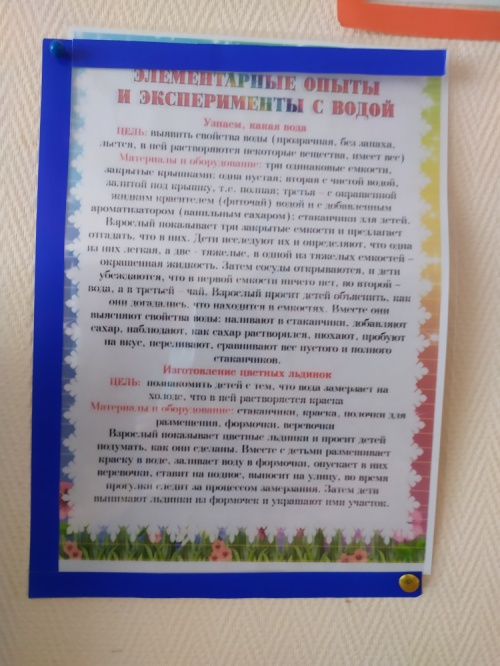 ЭЛЕМЕНТАРНЫЕ ОПЫТЫ
И ЭКСПЕРИМЕНТЫ С ВОДОЙ
Узнаем, какая вода
ЦЕЛЬ: выявить свойства воды (прозрачная, без запаха,
льется, в ней растворяются некоторые вещества, имеет вес)
Материалы и оборудование: три одинаковые емкости,
закрытые крышками: одна пустая; вторая с чистой водой,
залитой под крышку, т.е. полная; третья – с окрашенной
жидким красителем (фиточай) водой и с добавленным
ароматизатором (ванильным сахаром); стаканчики для детей.
Взрослый показывает три закрытые емкости и предлагает
отгадать, что в них. Дети исследуют их и определяют, что одна
из них легкая, а две - тяжелые, в одной из тяжелых емкостей –
окрашенная жидкость. Затем сосуды открываются, и дети
убеждаются, что в первой емкости ничего нет, во второй –
вода, а в третьей – чай. Взрослый просит детей объяснить, как
они догадались, что находится в емкостях. Вместе они
выясняют свойства воды: наливают в стаканчики, добавляют
сахар, наблюдают, как сахар растворился, нюхают, пробуют
на вкус, переливают, сравнивают вес пустого и полного
стаканчиков.
Изготовление цветных льдинок
ЦЕЛЬ: познакомить детей с тем, что вода замерзает на
холоде, что в ней растворяется краска
Материалы и оборудование: стаканчики, краска, палочки для
размешения, формочки, веревочки
Взрослый показывает цветные льдинки и просит детей
подумать, как они сделаны. Вместе с детьми размешивает
краску в воде, заливает воду в формочки, опускает в них
веревочки, ставит на поднос, выносит на улицу, во время
прогулки следит за процессом замерзания. Затем дети
вынимают льдинки из формочек и украшают ими участок.